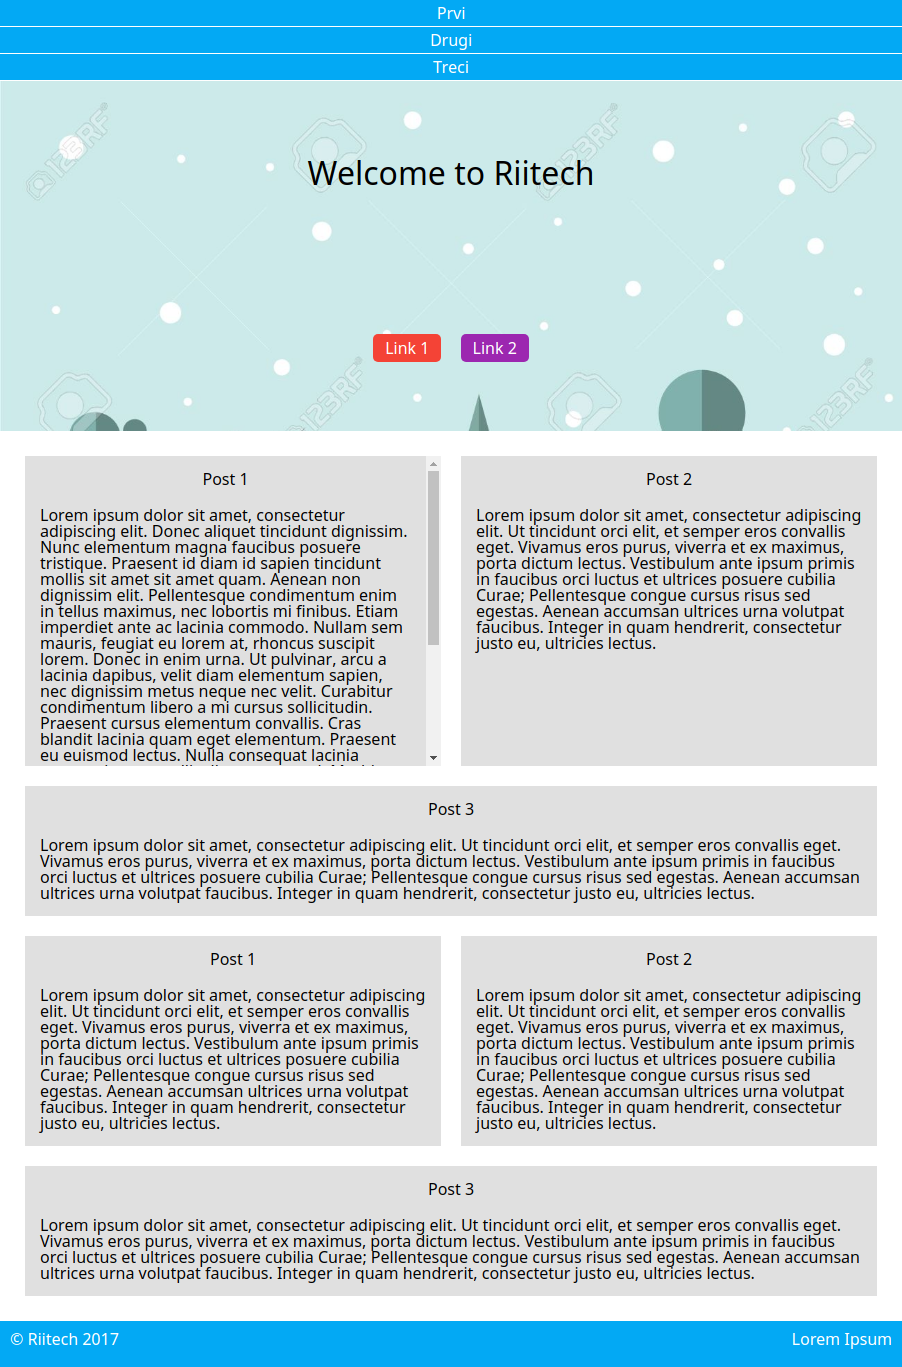 Prvi
Drugi
Treci
123RF
123RF
Welcome to Riitech
Link 1
Link 2
123RF
123RF
Post 1
Lorem ipsum dolor sit amet, consectetur
adipiscing elit. Donec aliquet tincidunt dignissim.
Nunc elementum magna faucibus posuere
tristique. Praesent id diam id sapien tincidunt
mollis sit amet sit amet quam. Aenean non
dignissim elit. Pellentesque condimentum enim
in tellus maximus, nec lobortis mi finibus. Etiam
imperdiet ante ac lacinia commodo. Nullam sem
mauris, feugiat eu lorem at, rhoncus suscipit
lorem. Donec in enim urna. Ut pulvinar, arcu a
lacinia dapibus, velit diam elementum sapien,
nec dignissim metus neque nec velit. Curabitur
condimentum libero a mi cursus sollicitudin.
Praesent cursus elementum convallis. Cras
blandit lacinia quam eget elementum. Praesent
eu euismod lectus. Nulla consequat lacinia
Post 2
Lorem ipsum dolor sit amet, consectetur adipiscing
elit. Ut tincidunt orci elit, et semper eros convallis
eget. Vivamus eros purus, viverra et ex maximus,
porta dictum lectus. Vestibulum ante ipsum primis
in faucibus orci luctus et ultrices posuere cubilia
Curae; Pellentesque congue cursus risus sed
egestas. Aenean accumsan ultrices urna volutpat
faucibus. Integer in quam hendrerit, consectetur
justo eu, ultricies lectus.
Post 3
Lorem ipsum dolor sit amet, consectetur adipiscing elit. Ut tincidunt orci elit, et semper eros convallis eget.
Vivamus eros purus, viverra et ex maximus, porta dictum lectus. Vestibulum ante ipsum primis in faucibus
orci luctus et ultrices posuere cubilia Curae; Pellentesque congue cursus risus sed egestas. Aenean accumsan
ultrices urna volutpat faucibus. Integer in quam hendrerit, consectetur justo eu, ultricies lectus.
Post 1
Lorem ipsum dolor sit amet, consectetur adipiscing
elit. Ut tincidunt orci elit, et semper eros convallis
eget. Vivamus eros purus, viverra et ex maximus,
porta dictum lectus. Vestibulum ante ipsum primis
in faucibus orci luctus et ultrices posuere cubilia
Curae; Pellentesque congue cursus risus sed
egestas. Aenean accumsan ultrices urna volutpat
faucibus. Integer in quam hendrerit, consectetur
justo eu, ultricies lectus.
Post 2
Lorem ipsum dolor sit amet, consectetur adipiscing
elit. Ut tincidunt orci elit, et semper eros convallis
eget. Vivamus eros purus, viverra et ex maximus,
porta dictum lectus. Vestibulum ante ipsum primis
in faucibus orci luctus et ultrices posuere cubilia
Curae; Pellentesque congue cursus risus sed
egestas. Aenean accumsan ultrices urna volutpat
faucibus. Integer in quam hendrerit, consectetur
justo eu, ultricies lectus.
Post 3
Lorem ipsum dolor sit amet, consectetur adipiscing elit. Ut tincidunt orci elit, et semper eros convallis eget.
Vivamus eros purus, viverra et ex maximus, porta dictum lectus. Vestibulum ante ipsum primis in faucibus
orci luctus et ultrices posuere cubilia Curae; Pellentesque congue cursus risus sed egestas. Aenean accumsan
ultrices urna volutpat faucibus. Integer in quam hendrerit, consectetur justo eu, ultricies lectus.
© Riitech 2017
Lorem Ipsum